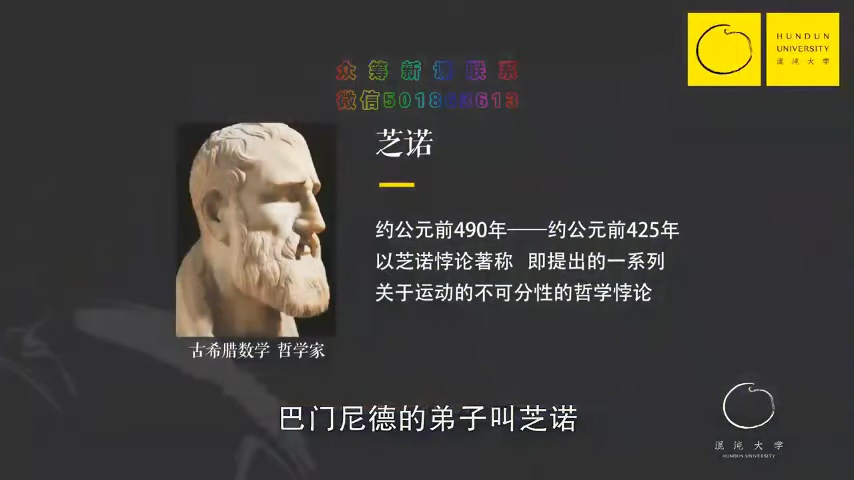 众筹新课联系
HUNDUN
UNIVERSITY
混沌大学
芝诺
约公元前490年——约公元前425年
以芝诺悖论著称 即提出的一系列
关于运动的不可分性的哲学悖论
古希腊数学 哲学家
巴门尼德的弟子叫芝诺
混沌大学
HUNDUN UNIVERSITY